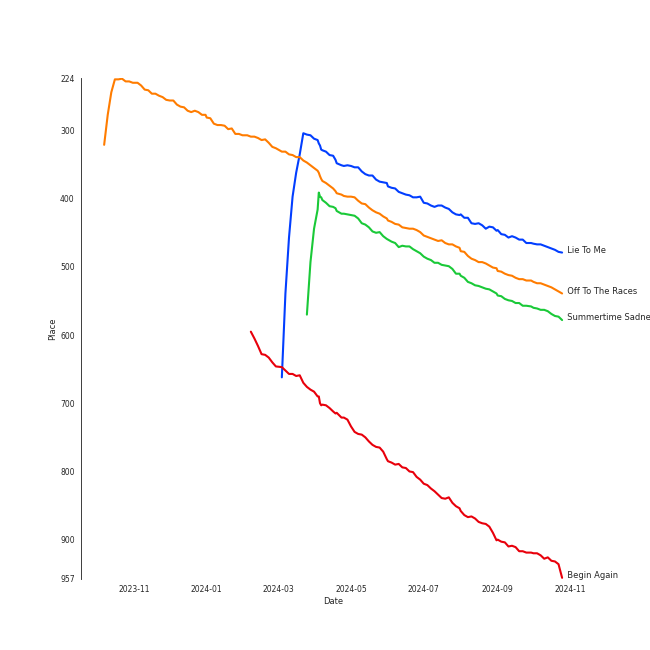 224
300
400
500
600
700
800
900
957
Place
2023-11
2024-01
2024-03
2024-05
2024-07
2024-09
2024-11
Date
Lie To Me
Off To The Races
Summertime Sadne
Begin Again